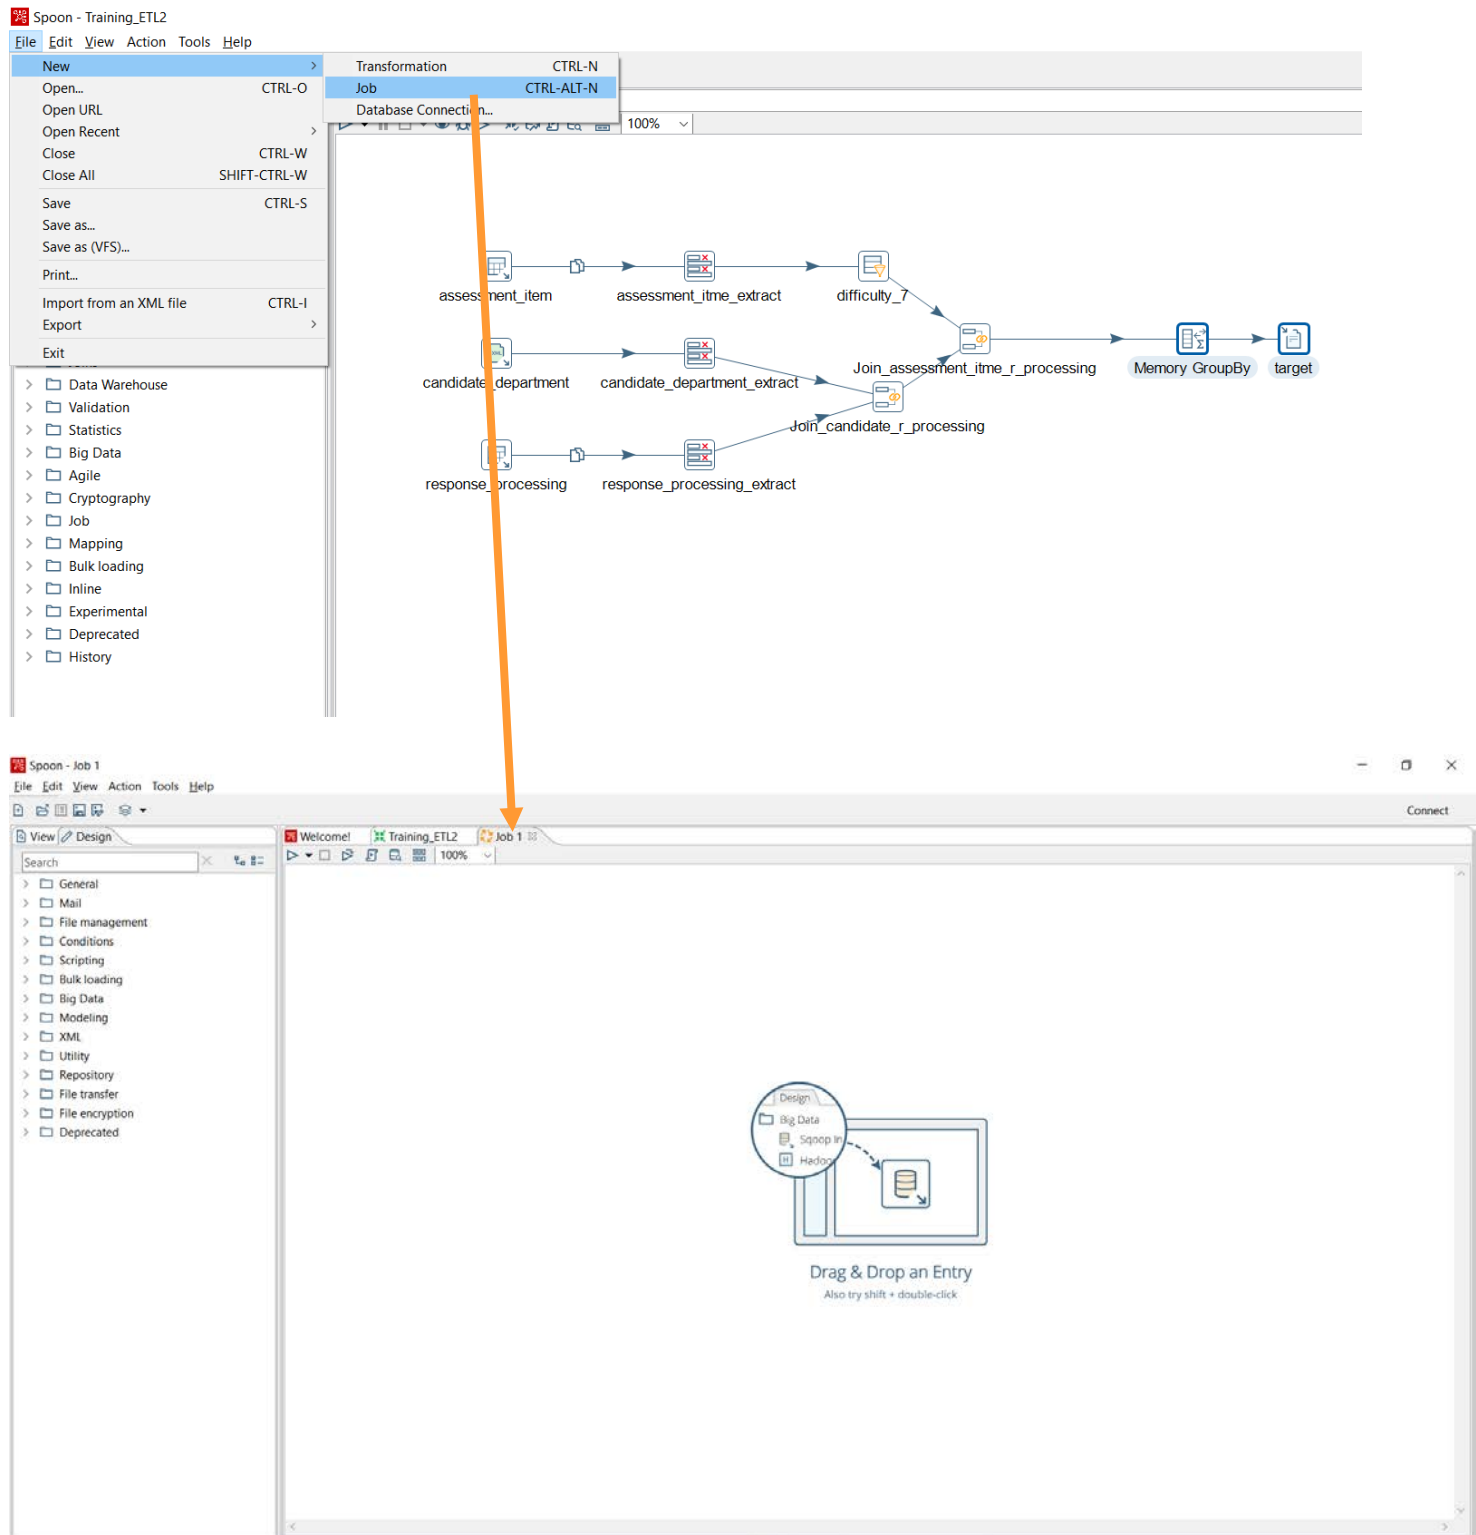 Spoon - Training_ETL2
File Edit View Action Tools Help
New
Transformation CTRL-N
Open... CTRL-O
Job CTRL-ALT-N
Open URL
Database Connection...
Open Recent
100%
Close CTRL-W
Close All SHIFT-CTRL-W
Save CTRL-S
Save as...
Save as (VFS)...
Print...
Import from an XML file CTRL-I
Export
Exit
Data Warehouse
Validation
Statistics
Big Data
Agile
Cryptography
Job
Mapping
Bulk loading
Inline
Experimental
Deprecated
History
assessment_item
assessment_itme_extract
difficulty_7
Join_assessment_itme_r_processing
Memory GroupBy
target
candidate_department
candidate_department_extract
Join_candidate_r_processing
response_processing
response_processing_extract
Spoon - Job 1
File Edit View Action Tools Help
Connect
View Design
Welcome! Training_ETL2 Job 1
Search
100%
General
Mail
File management
Conditions
Scripting
Bulk loading
Big Data
Modeling
XML
Utility
Repository
File transfer
File encryption
Deprecated
Design
Big Data
Sqoop In
Hadoo
Drag & Drop an Entry
Also try shift + double-click